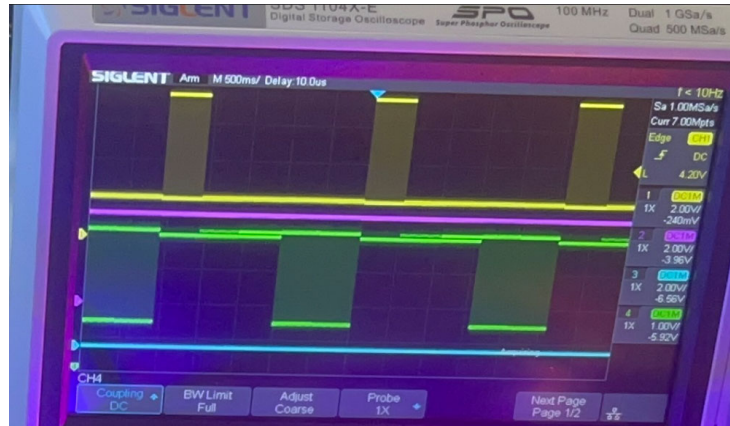 SIGLENT SDS 1104X-E
Digital Storage Oscilloscope
SPO
Super Phosphor Oscilloscope
100 MHz
Dual 1 GSa/s
Quad 500 MSa/s
SIGLENT Arm M 500ms/ Delay:10.0us
f < 10Hz
Sa 1.00MSa/s
Curr 7.00Mpts
Edge CH1
DC
L 4.20V
1 DC1M
1X 2.00V/
-240mV
2 DC1M
1X 2.00V/
-3.96V
3 DC1M
1X 2.00V/
-6.56V
4 DC1M
1X 1.00V/
-5.92V
CH4
Coupling
DC
BW Limit
Full
Adjust
Coarse
Probe
1X
Next Page
Page 1/2